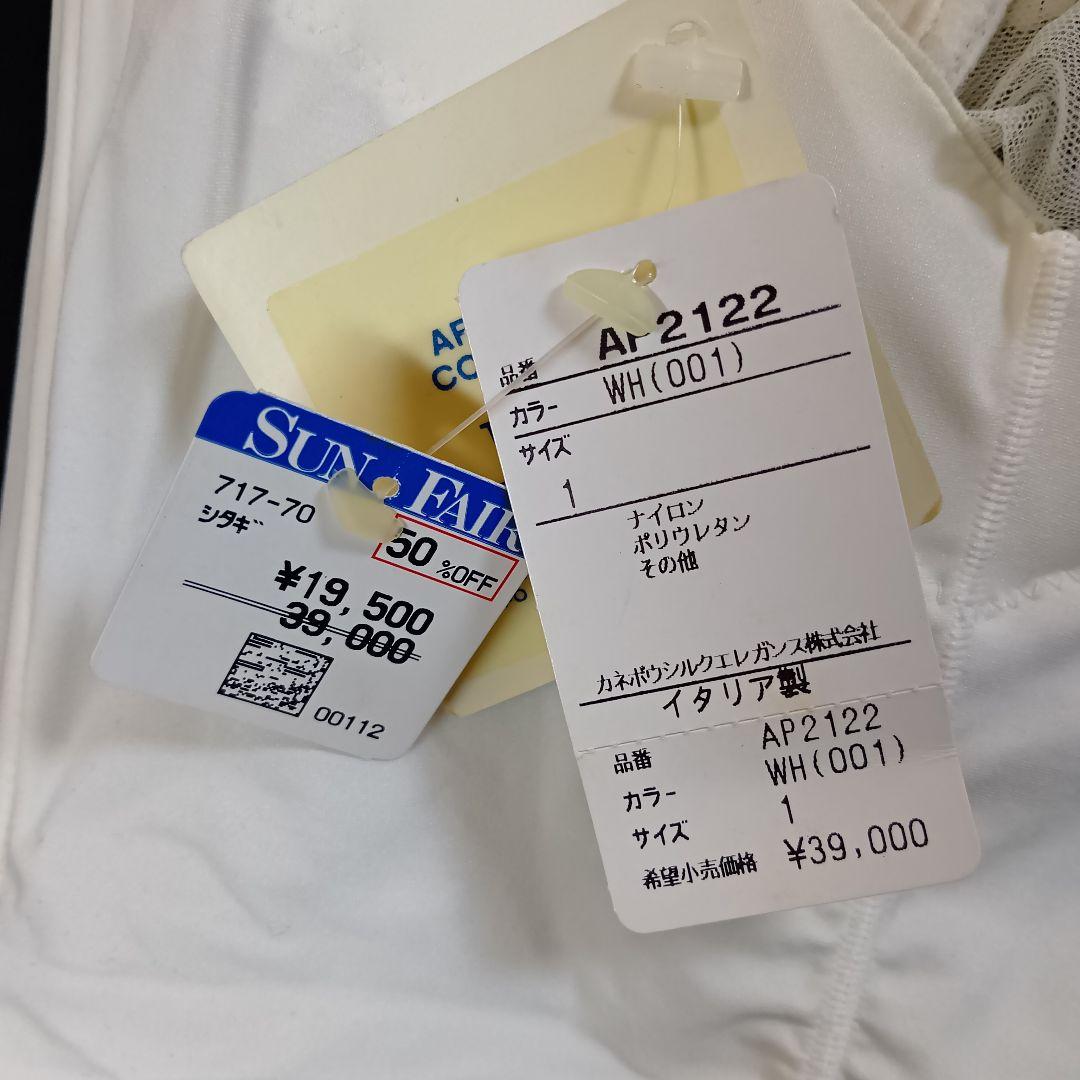 AP2122
品番
WH(001)
カラー
サイズ
1
ナイロン
ポリウレタン
その他
カネボウシルクエレガンス株式会社
イタリア製
品番 AP2122
カラー WH(001)
サイズ 1
希望小売価格 ¥39,000
SUN FAIR
717-70
シタギ
50%OFF
¥19,500
39,000
00112